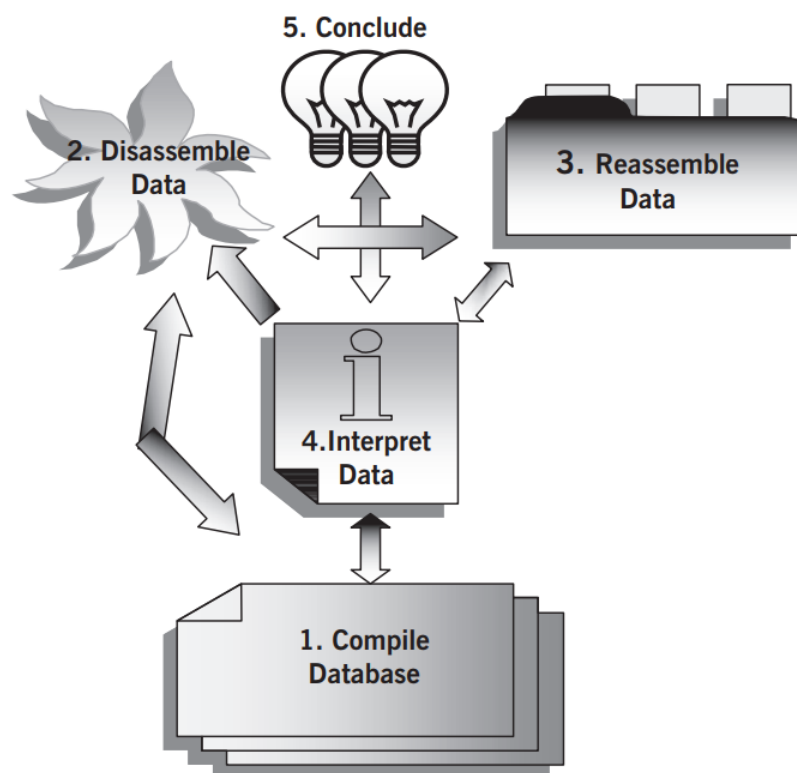 5. Conclude
2. Disassemble
Data
3. Reassemble
Data
i
4.Interpret
Data
1. Compile
Database